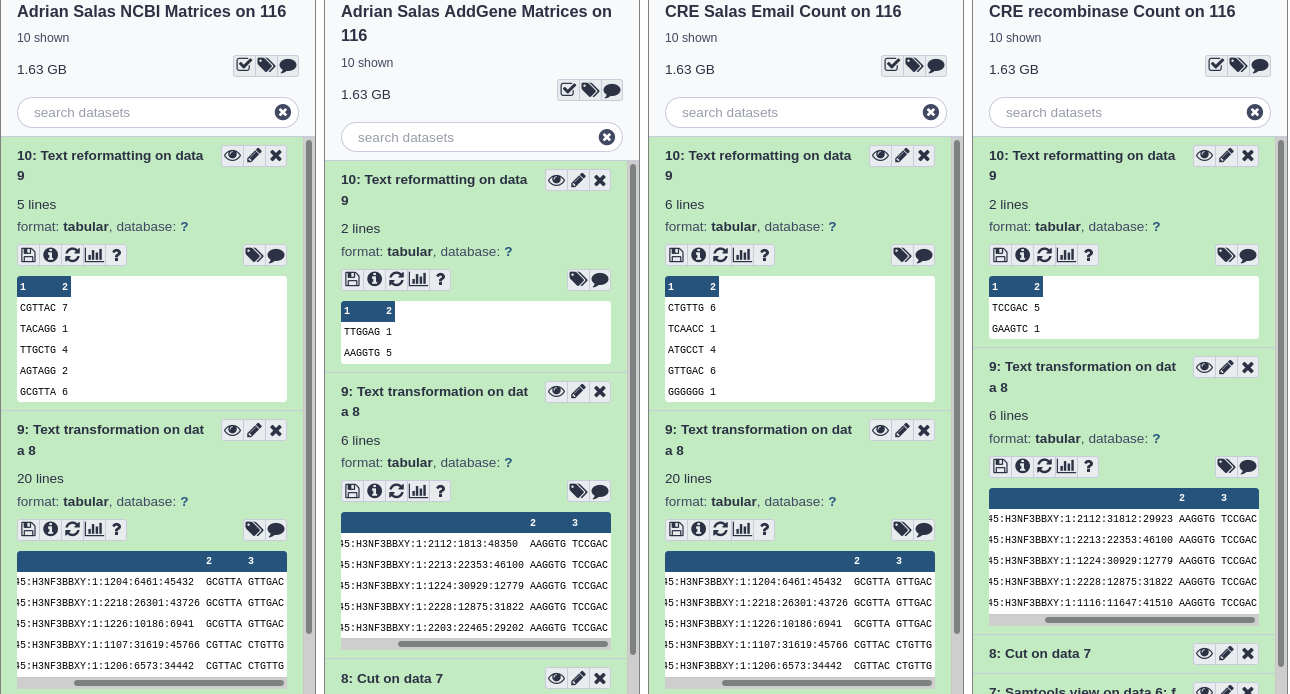 Adrian Salas NCBI Matrices on 116
10 shown
1.63 GB
search datasets
10: Text reformatting on data
9
5 lines
format: tabular, database: ?
1 2
CGTTAC 7
TACAGG 1
TTGCTG 4
AGTAGG 2
GCGTTA 6
9: Text transformation on dat
a 8
20 lines
format: tabular, database: ?
2 3
45:H3NF3BBXY:1:1204:6461:45432 GCGTTA GTTGAC
45:H3NF3BBXY:1:2218:26301:43726 GCGTTA GTTGAC
45:H3NF3BBXY:1:1226:10186:6941 GCGTTA GTTGAC
45:H3NF3BBXY:1:1107:31619:45766 CGTTAC CTGTTG
45:H3NF3BBXY:1:1206:6573:34442 CGTTAC CTGTTG
Adrian Salas AddGene Matrices on
116
10 shown
1.63 GB
search datasets
10: Text reformatting on data
9
2 lines
format: tabular, database: ?
1 2
TTGGAG 1
AAGGTG 5
9: Text transformation on dat
a 8
6 lines
format: tabular, database: ?
2 3
45:H3NF3BBXY:1:2112:1813:48350 AAGGTG TCCGAC
45:H3NF3BBXY:1:2213:22353:46100 AAGGTG TCCGAC
45:H3NF3BBXY:1:1224:30929:12779 AAGGTG TCCGAC
45:H3NF3BBXY:1:2228:12875:31822 AAGGTG TCCGAC
45:H3NF3BBXY:1:2203:22465:29202 AAGGTG TCCGAC
8: Cut on data 7
CRE Salas Email Count on 116
10 shown
1.63 GB
search datasets
10: Text reformatting on data
9
6 lines
format: tabular, database: ?
1 2
CTGTTG 6
TCAACC 1
ATGCCT 4
GTTGAC 6
GGGGGG 1
9: Text transformation on dat
a 8
20 lines
format: tabular, database: ?
2 3
45:H3NF3BBXY:1:1204:6461:45432 GCGTTA GTTGAC
45:H3NF3BBXY:1:2218:26301:43726 GCGTTA GTTGAC
45:H3NF3BBXY:1:1226:10186:6941 GCGTTA GTTGAC
45:H3NF3BBXY:1:1107:31619:45766 CGTTAC CTGTTG
45:H3NF3BBXY:1:1206:6573:34442 CGTTAC CTGTTG
CRE recombinase Count on 116
10 shown
1.63 GB
search datasets
10: Text reformatting on data
9
2 lines
format: tabular, database: ?
1 2
TCCGAC 5
GAAGTC 1
9: Text transformation on dat
a 8
6 lines
format: tabular, database: ?
2 3
45:H3NF3BBXY:1:2112:31812:29923 AAGGTG TCCGAC
45:H3NF3BBXY:1:2213:22353:46100 AAGGTG TCCGAC
45:H3NF3BBXY:1:1224:30929:12779 AAGGTG TCCGAC
45:H3NF3BBXY:1:2228:12875:31822 AAGGTG TCCGAC
45:H3NF3BBXY:1:1116:11647:41510 AAGGTG TCCGAC
8: Cut on data 7
7: Samtools view on data 6: f